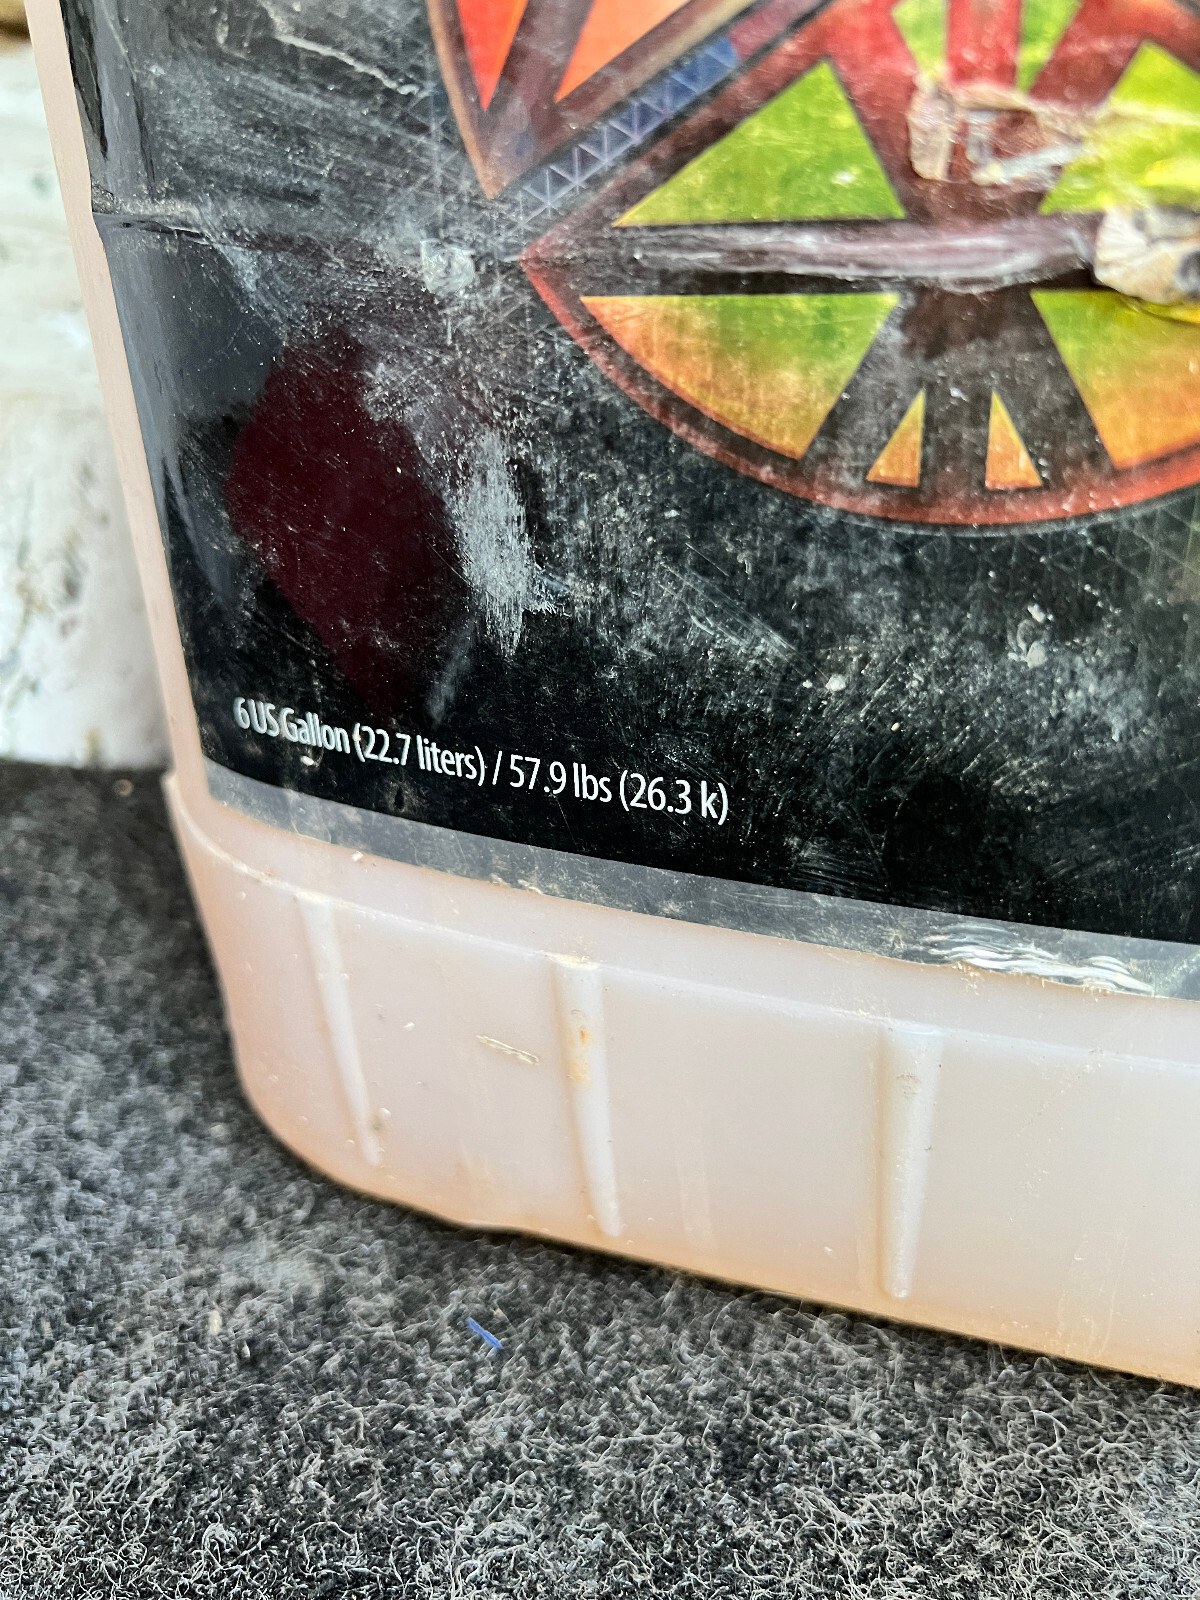 6 US Gallon (22.7 liters) / 57.9 lbs (26.3 k)